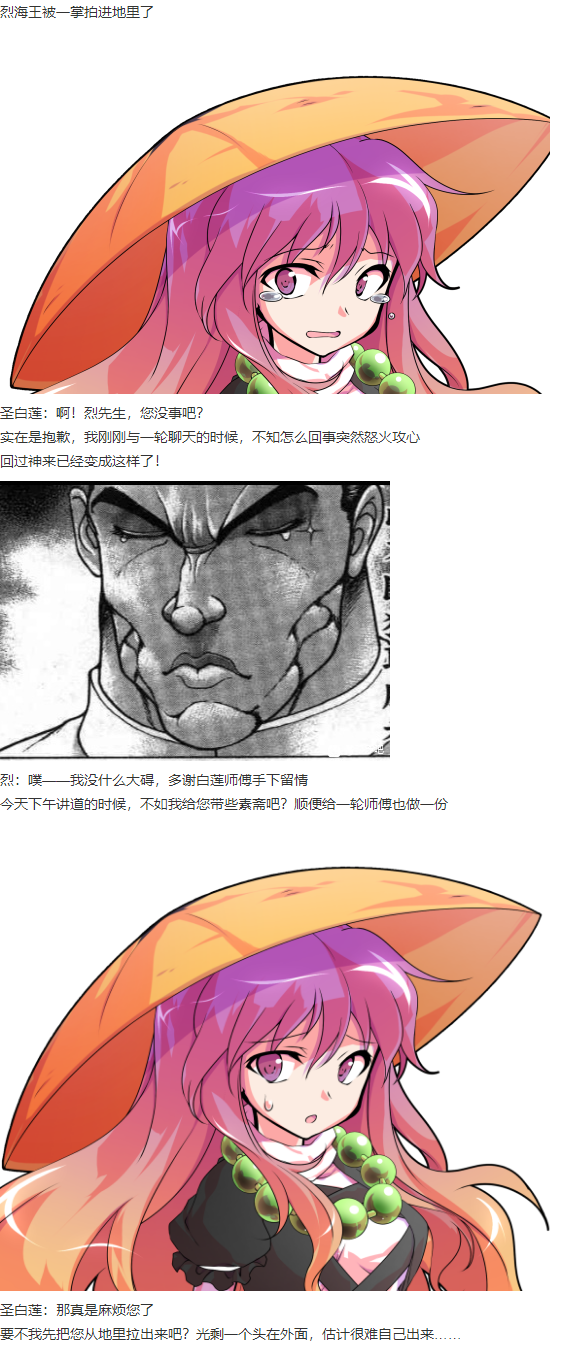 烈海王被一掌拍进地里了
圣白莲：啊！烈先生，您没事吧？
实在是抱歉，我刚刚与一轮聊天的时候，不知怎么回事突然怒火攻心
回过神来已经变成这样了！
烈：噗——我没什么大碍，多谢白莲师傅手下留情
今天下午讲道的时候，不如我给您带些素斋吧？顺便给一轮师傅也做一份
圣白莲：那真是麻烦您了
要不我先把您从地里拉出来吧？光剩一个头在外面，估计很难自己出来……